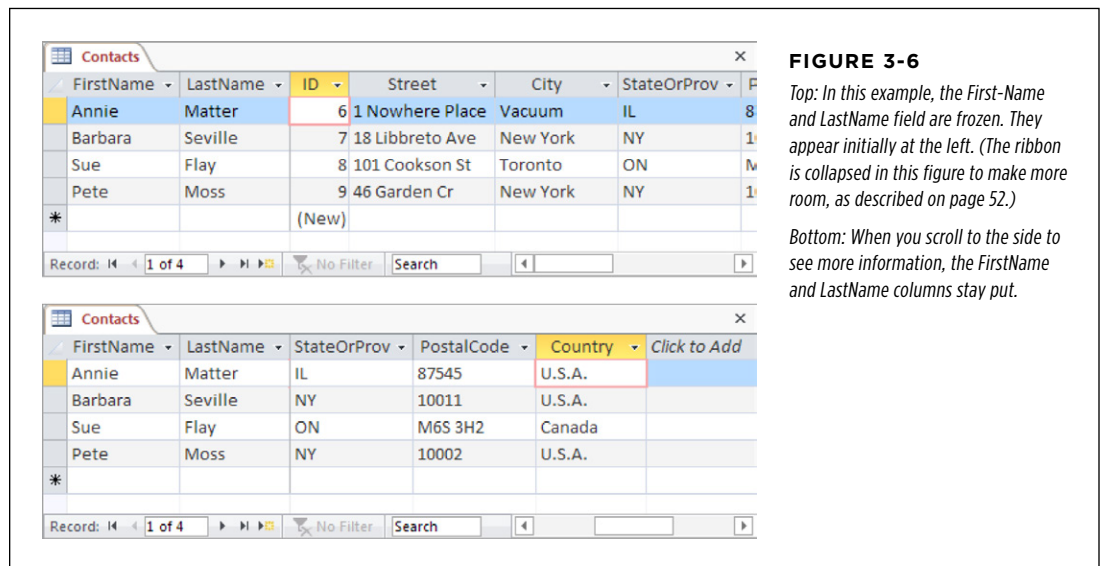 Contacts
FirstName LastName ID Street City StateOrProv P
Annie Matter 6 1 Nowhere Place Vacuum IL 8
Barbara Seville 7 18 Libbreto Ave New York NY 1
Sue Flay 8 101 Cookson St Toronto ON M
Pete Moss 9 46 Garden Cr New York NY 1
(New)
Record: 1 of 4 No Filter Search
Contacts
FirstName LastName StateOrProv PostalCode Country Click to Add
Annie Matter IL 87545 U.S.A.
Barbara Seville NY 10011 U.S.A.
Sue Flay ON M6S 3H2 Canada
Pete Moss NY 10002 U.S.A.
Record: 1 of 4 No Filter Search
FIGURE 3-6
Top: In this example, the First-Name
and LastName field are frozen. They
appear initially at the left. (The ribbon
is collapsed in this figure to make more
room, as described on page 52.)
Bottom: When you scroll to the side to
see more information, the FirstName
and LastName columns stay put.